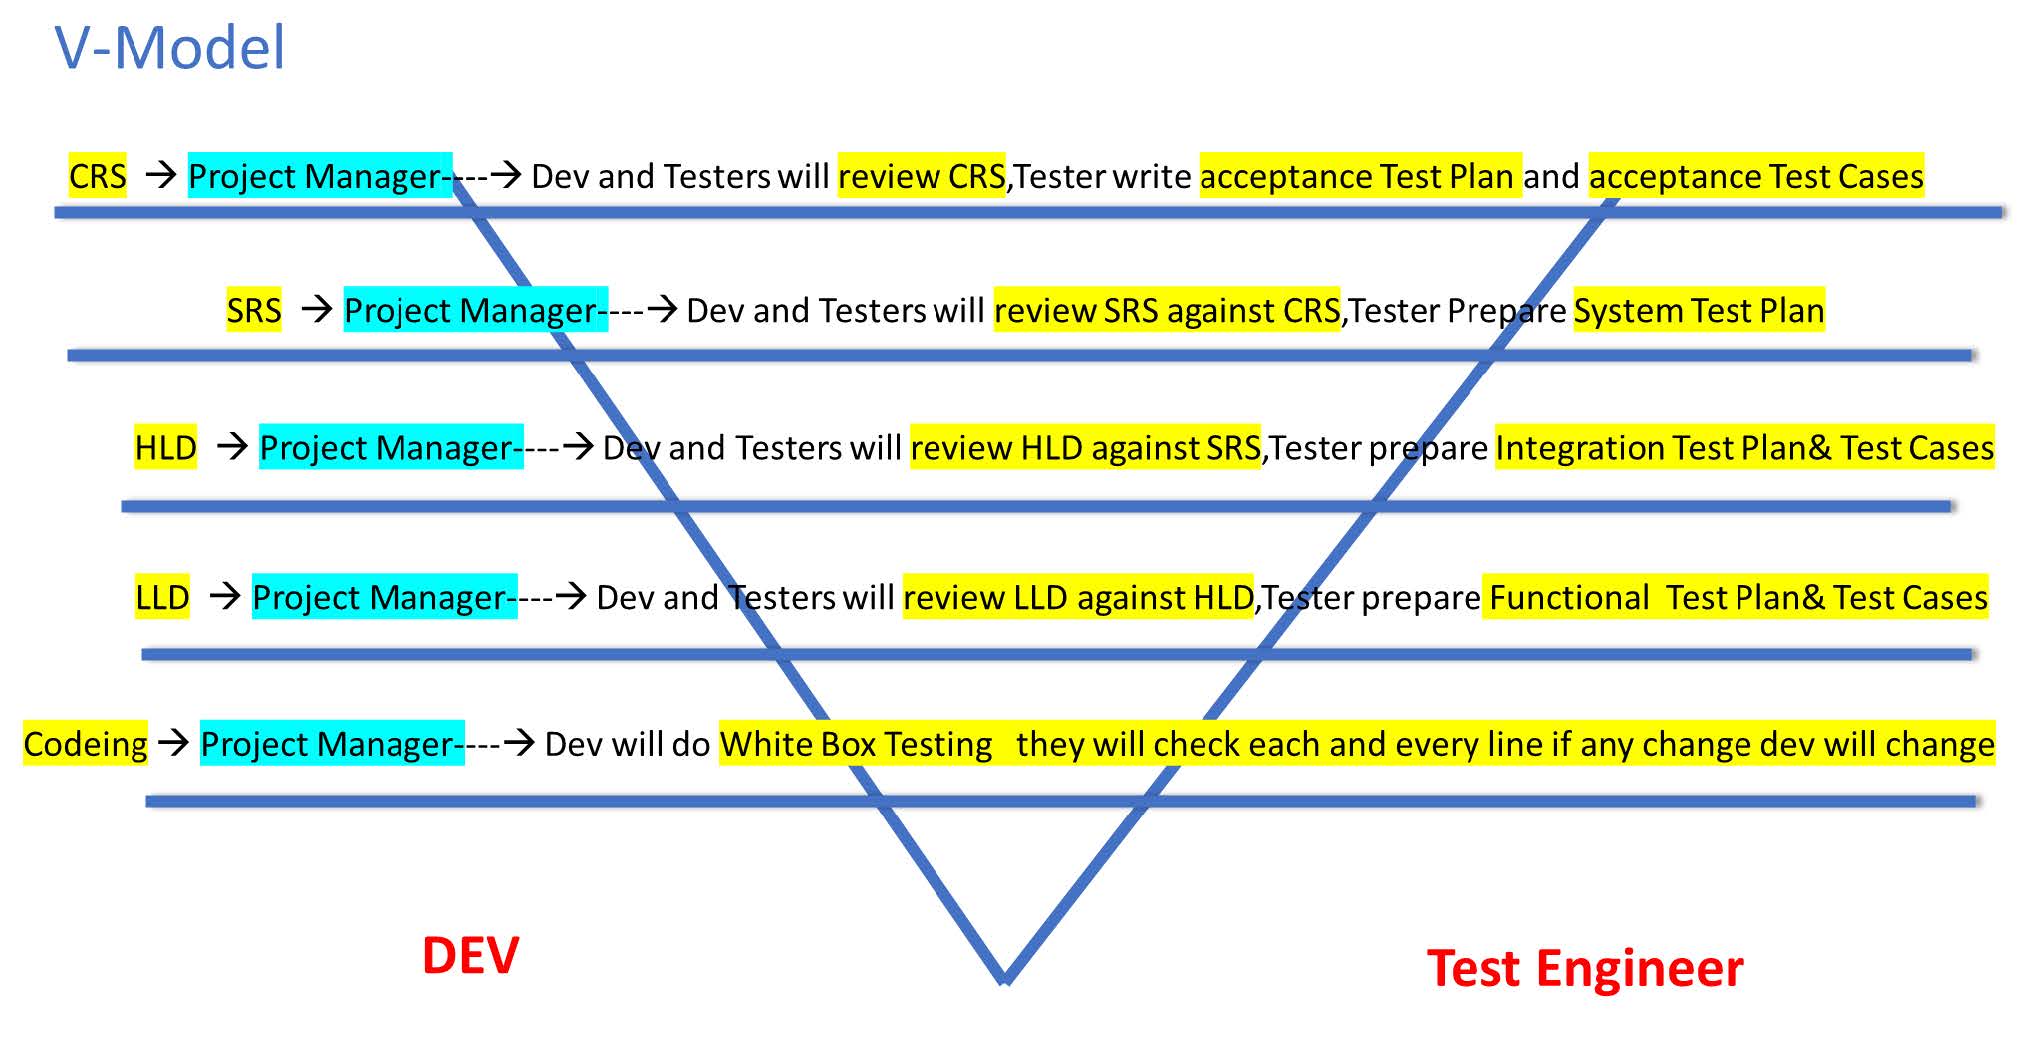 V-Model
CRS → Project Manager----→ Dev and Testers will review CRS,Tester write acceptance Test Plan and acceptance Test Cases
SRS → Project Manager----→ Dev and Testers will review SRS against CRS,Tester Prepare System Test Plan
HLD → Project Manager----→ Dev and Testers will review HLD against SRS,Tester prepare Integration Test Plan& Test Cases
LLD → Project Manager----→ Dev and Testers will review LLD against HLD,Tester prepare Functional Test Plan& Test Cases
Codeing → Project Manager----→ Dev will do White Box Testing they will check each and every line if any change dev will change
DEV
Test Engineer